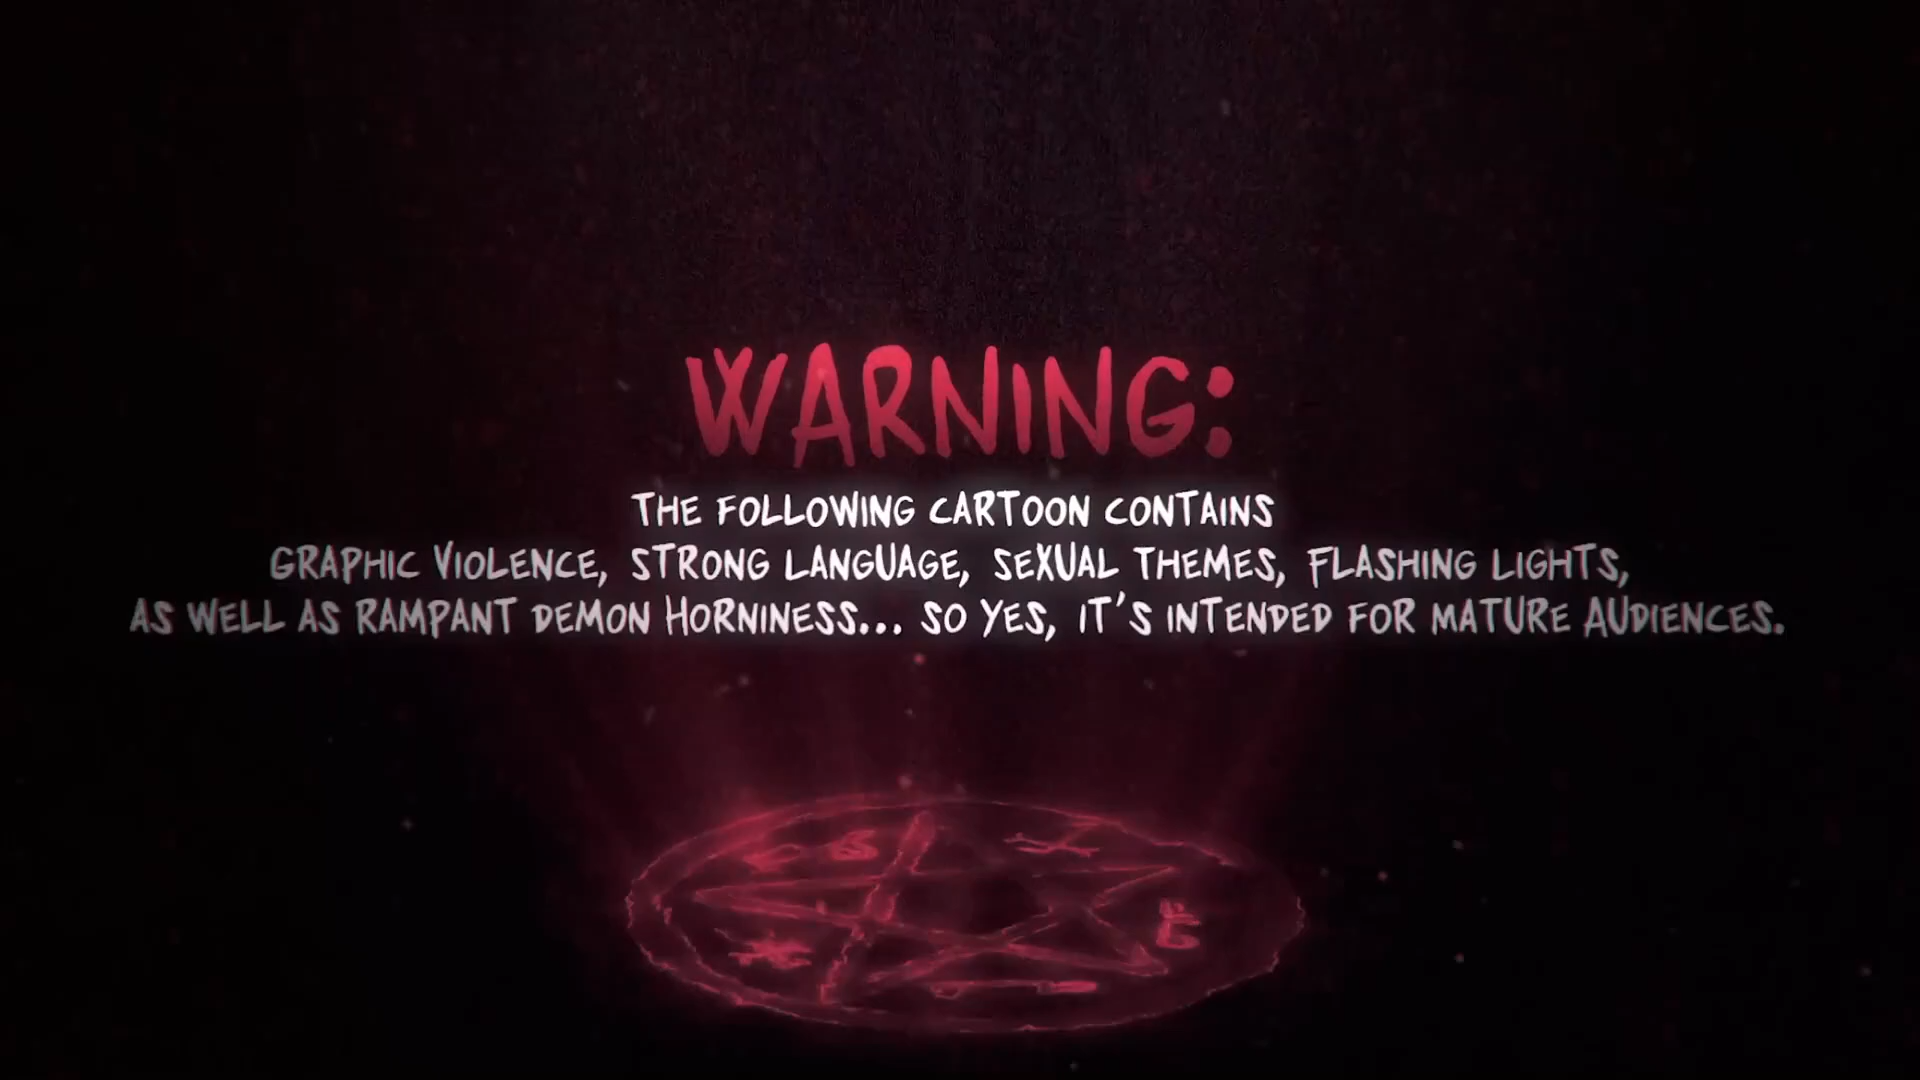 WARNING:
THE FOLLOWING CARTOON CONTAINS
GRAPHIC VIOLENCE, STRONG LANGUAGE, SEXUAL THEMES, FLASHING LIGHTS,
AS WELL AS RAMPANT DEMON HORNINESS... SO YES, IT'S INTENDED FOR MATURE AUDIENCES.